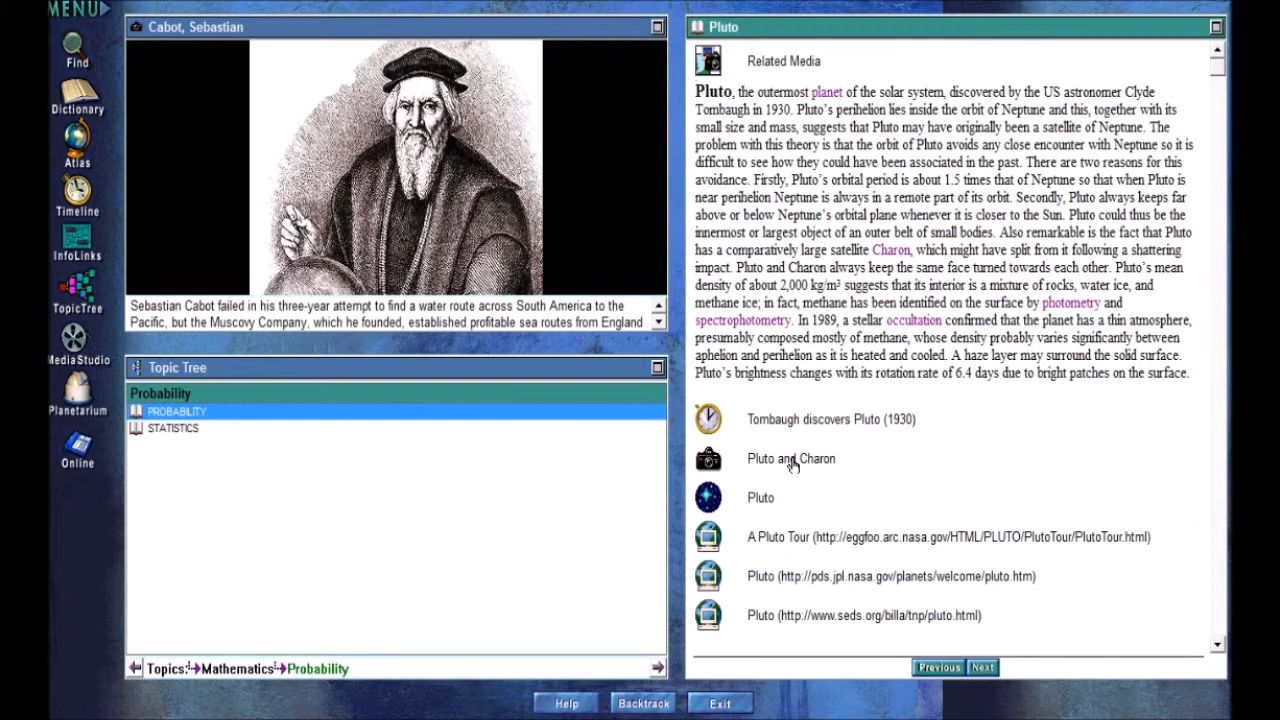 MENU
Find
Dictionary
Atlas
Timeline
InfoLinks
TopicTree
MediaStudio
Planetarium
Online
Cabot, Sebastian
Sebastian Cabot failed in his three-year attempt to find a water route across South America to the
Pacific, but the Muscovy Company, which he founded, established profitable sea routes from England
Topic Tree
Probability
PROBABILITY
STATISTICS
Topics: Mathematics Probability
Pluto
Related Media
Pluto, the outermost planet of the solar system, discovered by the US astronomer Clyde
Tombaugh in 1930. Pluto's perihelion lies inside the orbit of Neptune and this, together with its
small size and mass, suggests that Pluto may have originally been a satellite of Neptune. The
problem with this theory is that the orbit of Pluto avoids any close encounter with Neptune so it is
difficult to see how they could have been associated in the past. There are two reasons for this
avoidance. Firstly, Pluto's orbital period is about 1.5 times that of Neptune so that when Pluto is
near perihelion Neptune is always in a remote part of its orbit. Secondly, Pluto always keeps far
above or below Neptune's orbital plane whenever it is closer to the Sun. Pluto could thus be the
innermost or largest object of an outer belt of small bodies. Also remarkable is the fact that Pluto
has a comparatively large satellite Charon, which might have split from it following a shattering
impact. Pluto and Charon always keep the same face turned towards each other. Pluto's mean
density of about 2,000 kg/m³ suggests that its interior is a mixture of rocks, water ice, and
methane ice; in fact, methane has been identified on the surface by photometry and
spectrophotometry. In 1989, a stellar occultation confirmed that the planet has a thin atmosphere,
presumably composed mostly of methane, whose density probably varies significantly between
aphelion and perihelion as it is heated and cooled. A haze layer may surround the solid surface.
Pluto's brightness changes with its rotation rate of 6.4 days due to bright patches on the surface.
Tombaugh discovers Pluto (1930)
Pluto and Charon
Pluto
A Pluto Tour (http://eggfoo.arc.nasa.gov/HTML/PLUTO/PlutoTour/PlutoTour.html)
Pluto (http://pds.jpl.nasa.gov/planets/welcome/pluto.htm)
Pluto (http://www.seds.org/billa/tnp/pluto.html)
Previous Next
Help Backtrack Exit